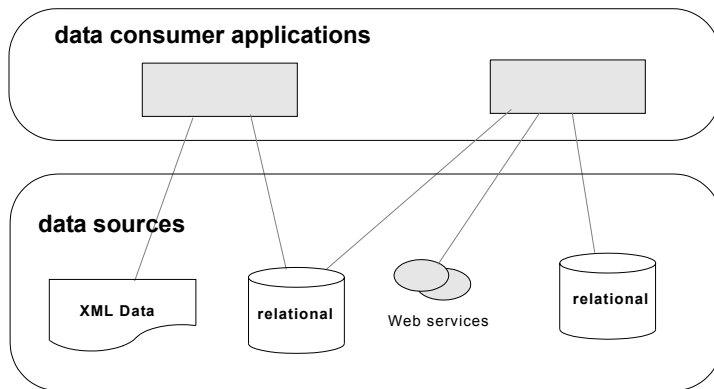 data consumer applications
data sources
XML Data
relational
Web services
relational